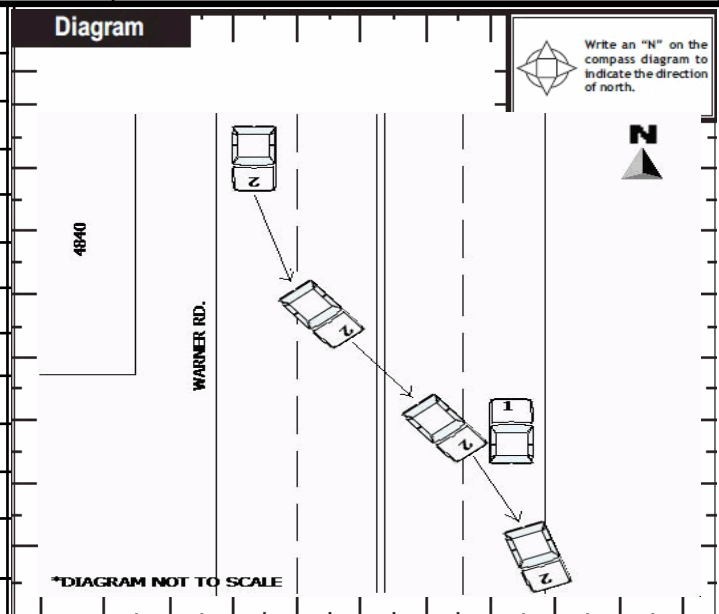 Diagram
Write an “N” on the
compass diagram to
indicate the direction
of north.
N
2
4840
2
WARNER RD.
1
2
2
*DIAGRAM NOT TO SCALE